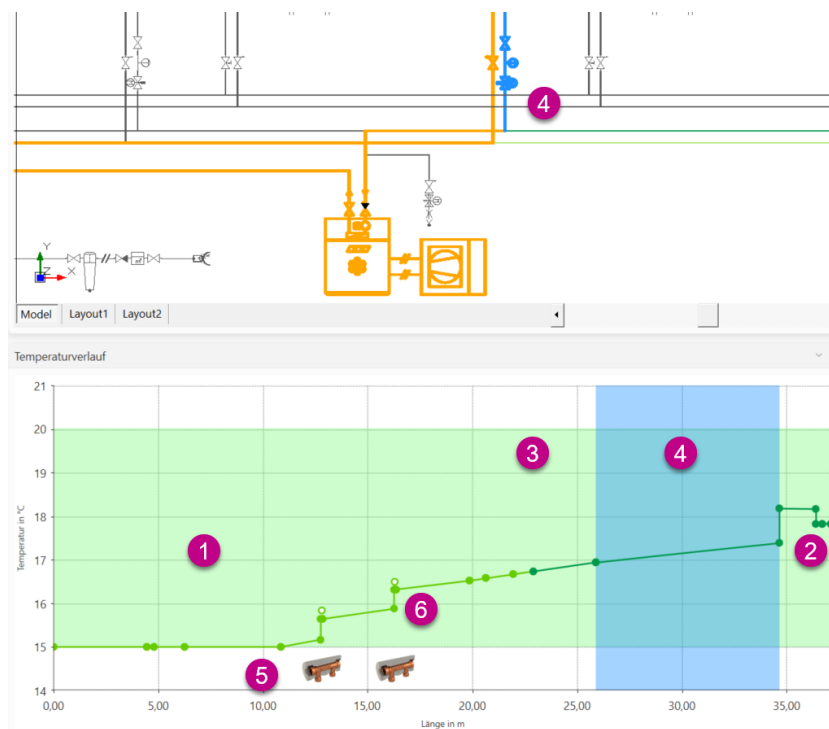 4
Y
Z
X
Model Layout1 Layout2
Temperaturverlauf
21
20
19
18
17
16
15
14
Temperatur in °C
3
4
1
2
6
5
0,00 5,00 10,00 15,00 20,00 25,00 30,00 35,00
Länge in m